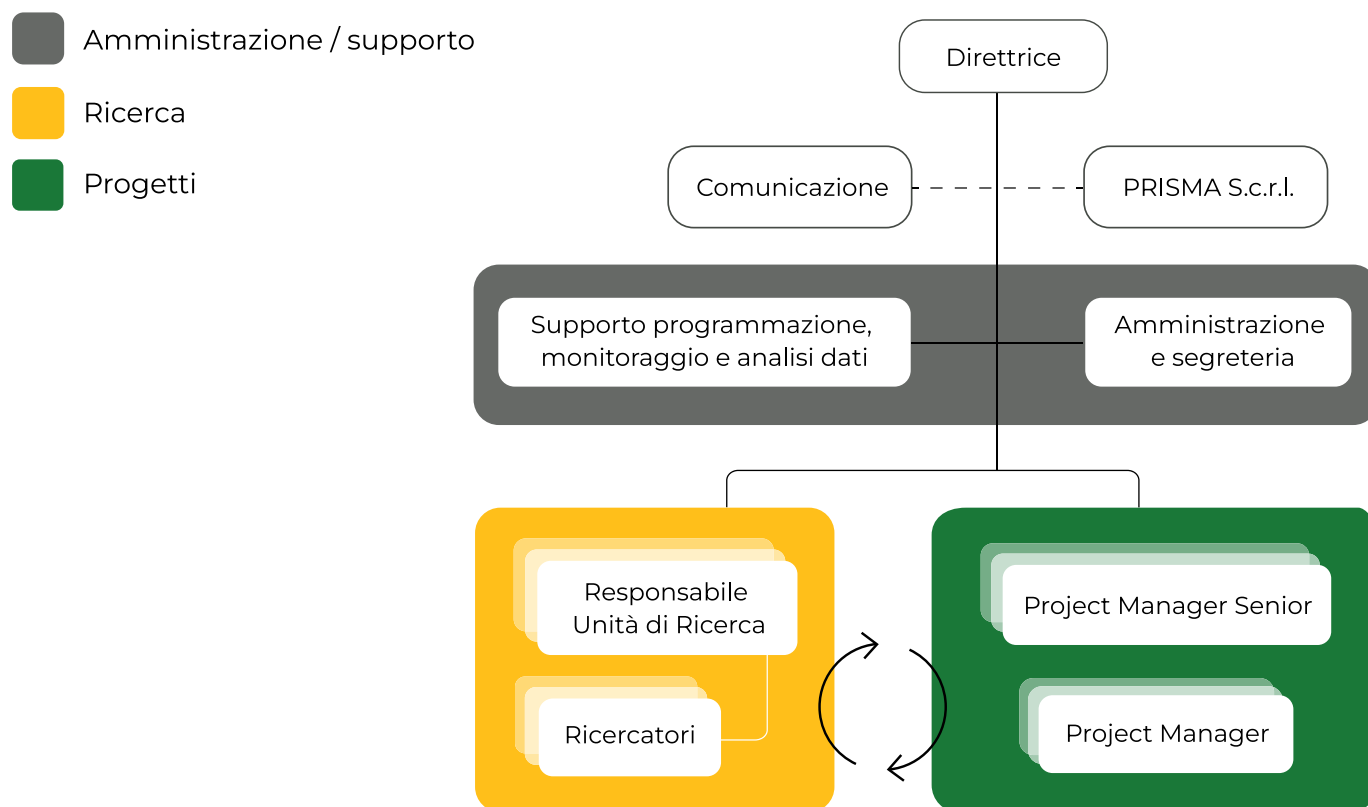 Amministrazione / supporto
Ricerca
Progetti
Direttrice
Comunicazione
PRISMA S.c.r.l.
Supporto programmazione,
monitoraggio e analisi dati
Amministrazione
e segreteria
Responsabile
Unità di Ricerca
Ricercatori
Project Manager Senior
Project Manager